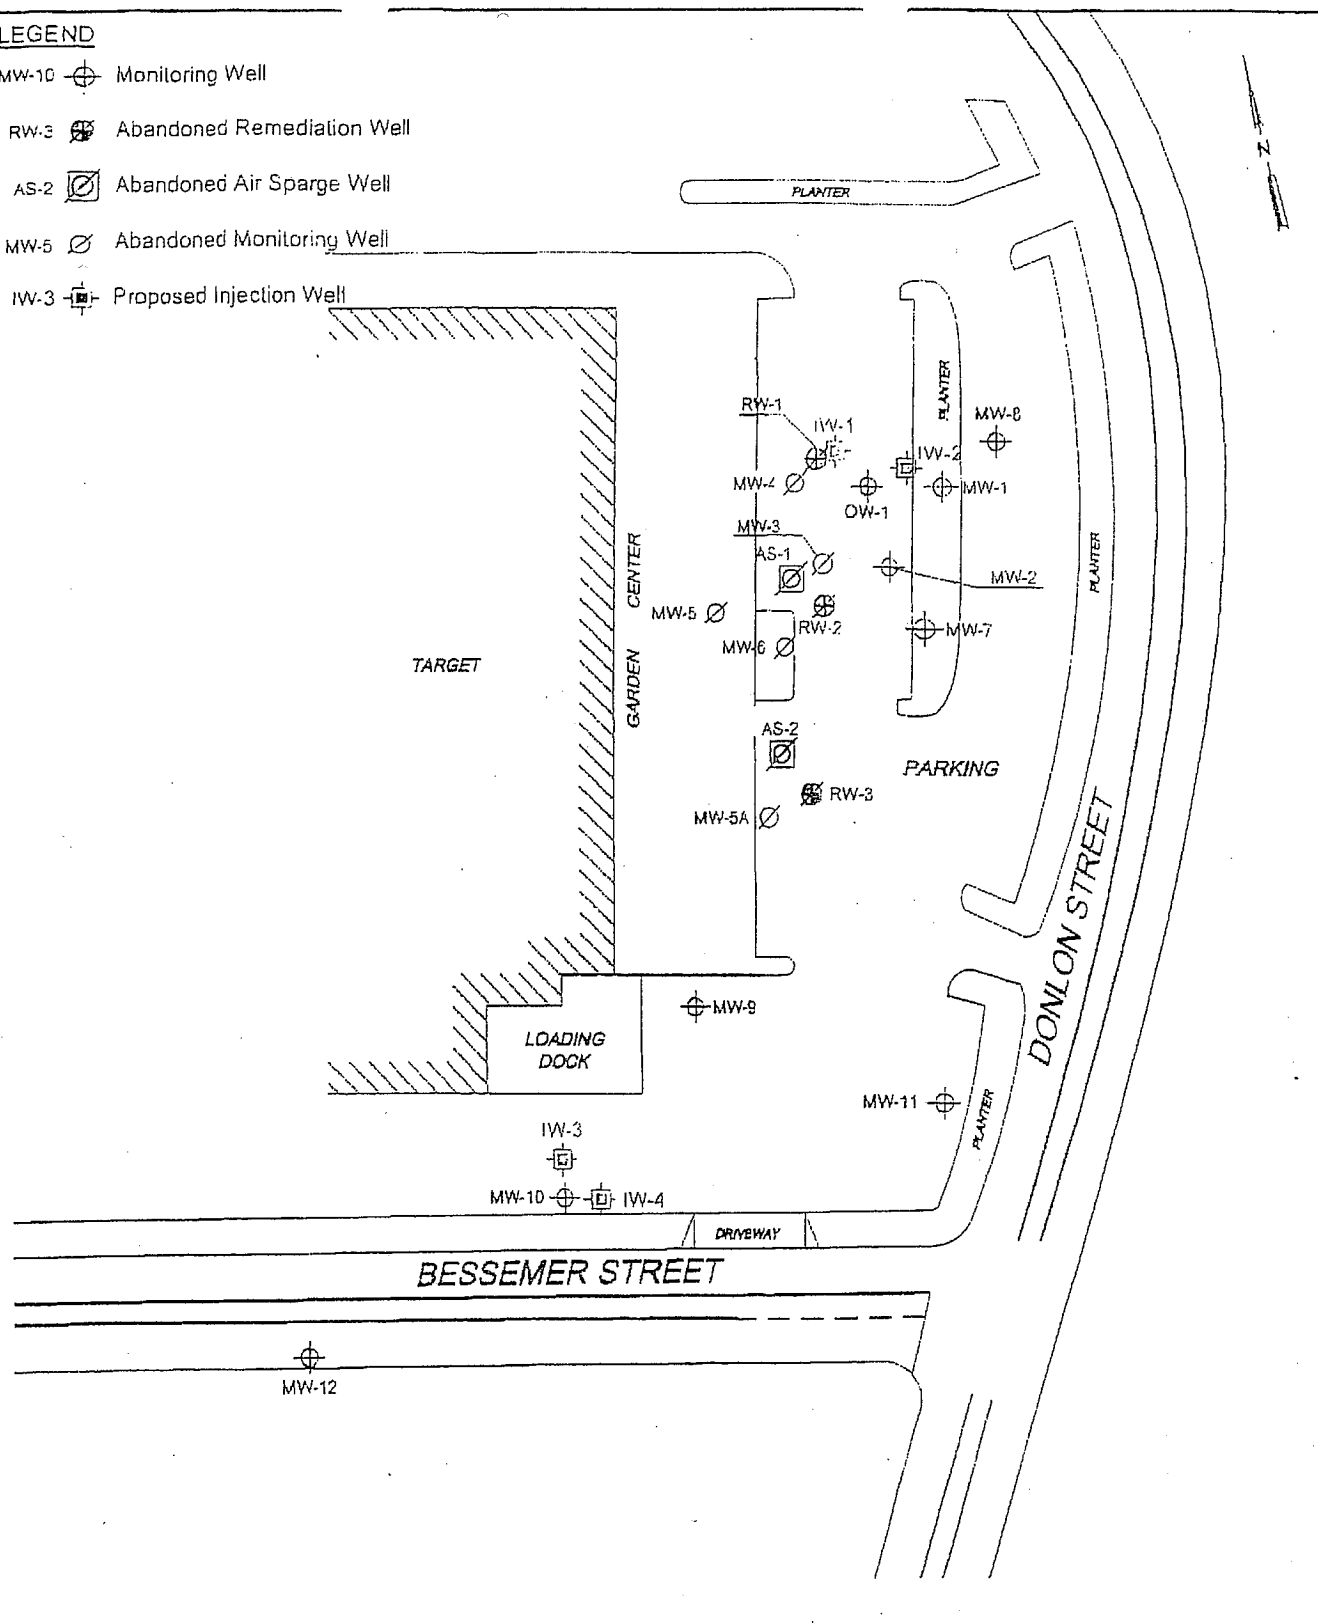 LEGEND
MW-10 Monitoring Well
RW-3 Abandoned Remediation Well
AS-2 Abandoned Air Sparge Well
MW-5 Abandoned Monitoring Well
IW-3 Proposed Injection Well
N
PLANTER
PLANTER
RW-1
IW-1
MW-8
IW-2
MW-4
MW-1
OW-1
MW-3
AS-1
MW-2
PLANTER
GARDEN CENTER
MW-5
RW-2
MW-6
MW-7
TARGET
AS-2
PARKING
RW-3
MW-5A
DONLON STREET
MW-9
LOADING
DOCK
MW-11
PLANTER
IW-3
MW-10
IW-4
DRIVEWAY
BESSEMER STREET
MW-12